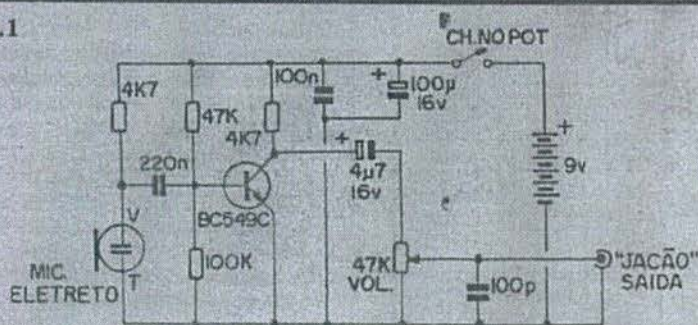 .1
CH.NO POT
4K7
47K
4K7
100n
+
100µ
16v
+
9v
220n
+
4µ7
16v
BC549C
V
T
MIC.
ELETRETO
100K
47K
VOL.
100p
"JACÃO"
SAIDA